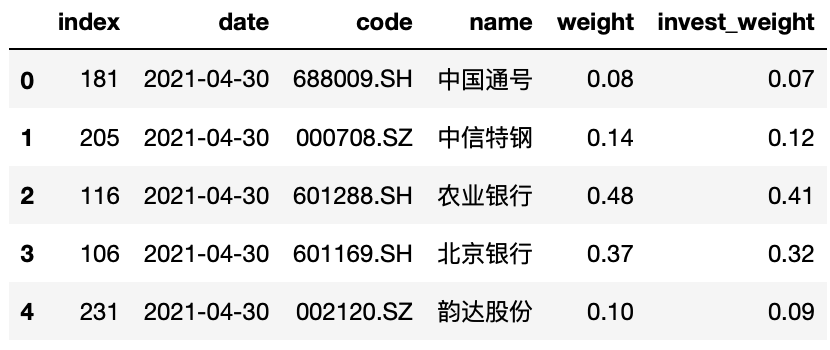 index date code name weight invest_weight
0 181 2021-04-30 688009.SH 中国通号 0.08 0.07
1 205 2021-04-30 000708.SZ 中信特钢 0.14 0.12
2 116 2021-04-30 601288.SH 农业银行 0.48 0.41
3 106 2021-04-30 601169.SH 北京银行 0.37 0.32
4 231 2021-04-30 002120.SZ 韵达股份 0.10 0.09